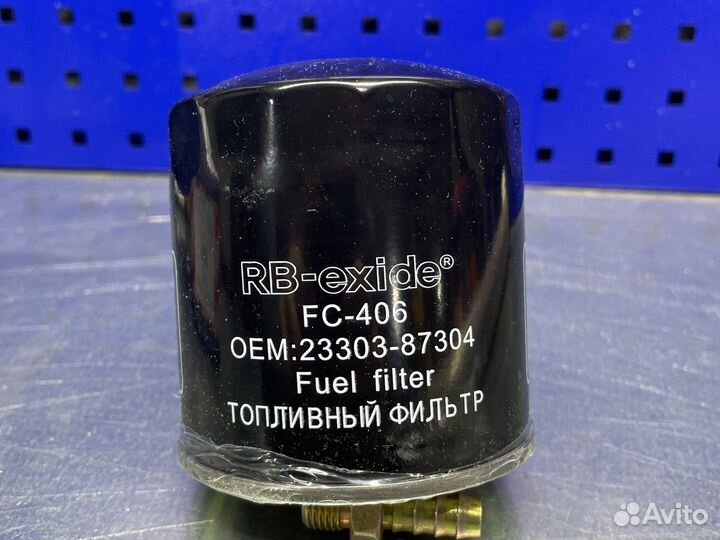 RB-exide®
FC-406
OEM:23303-87304
Fuel filter
ТОПЛИВНЫЙ ФИЛЬТР
Avito